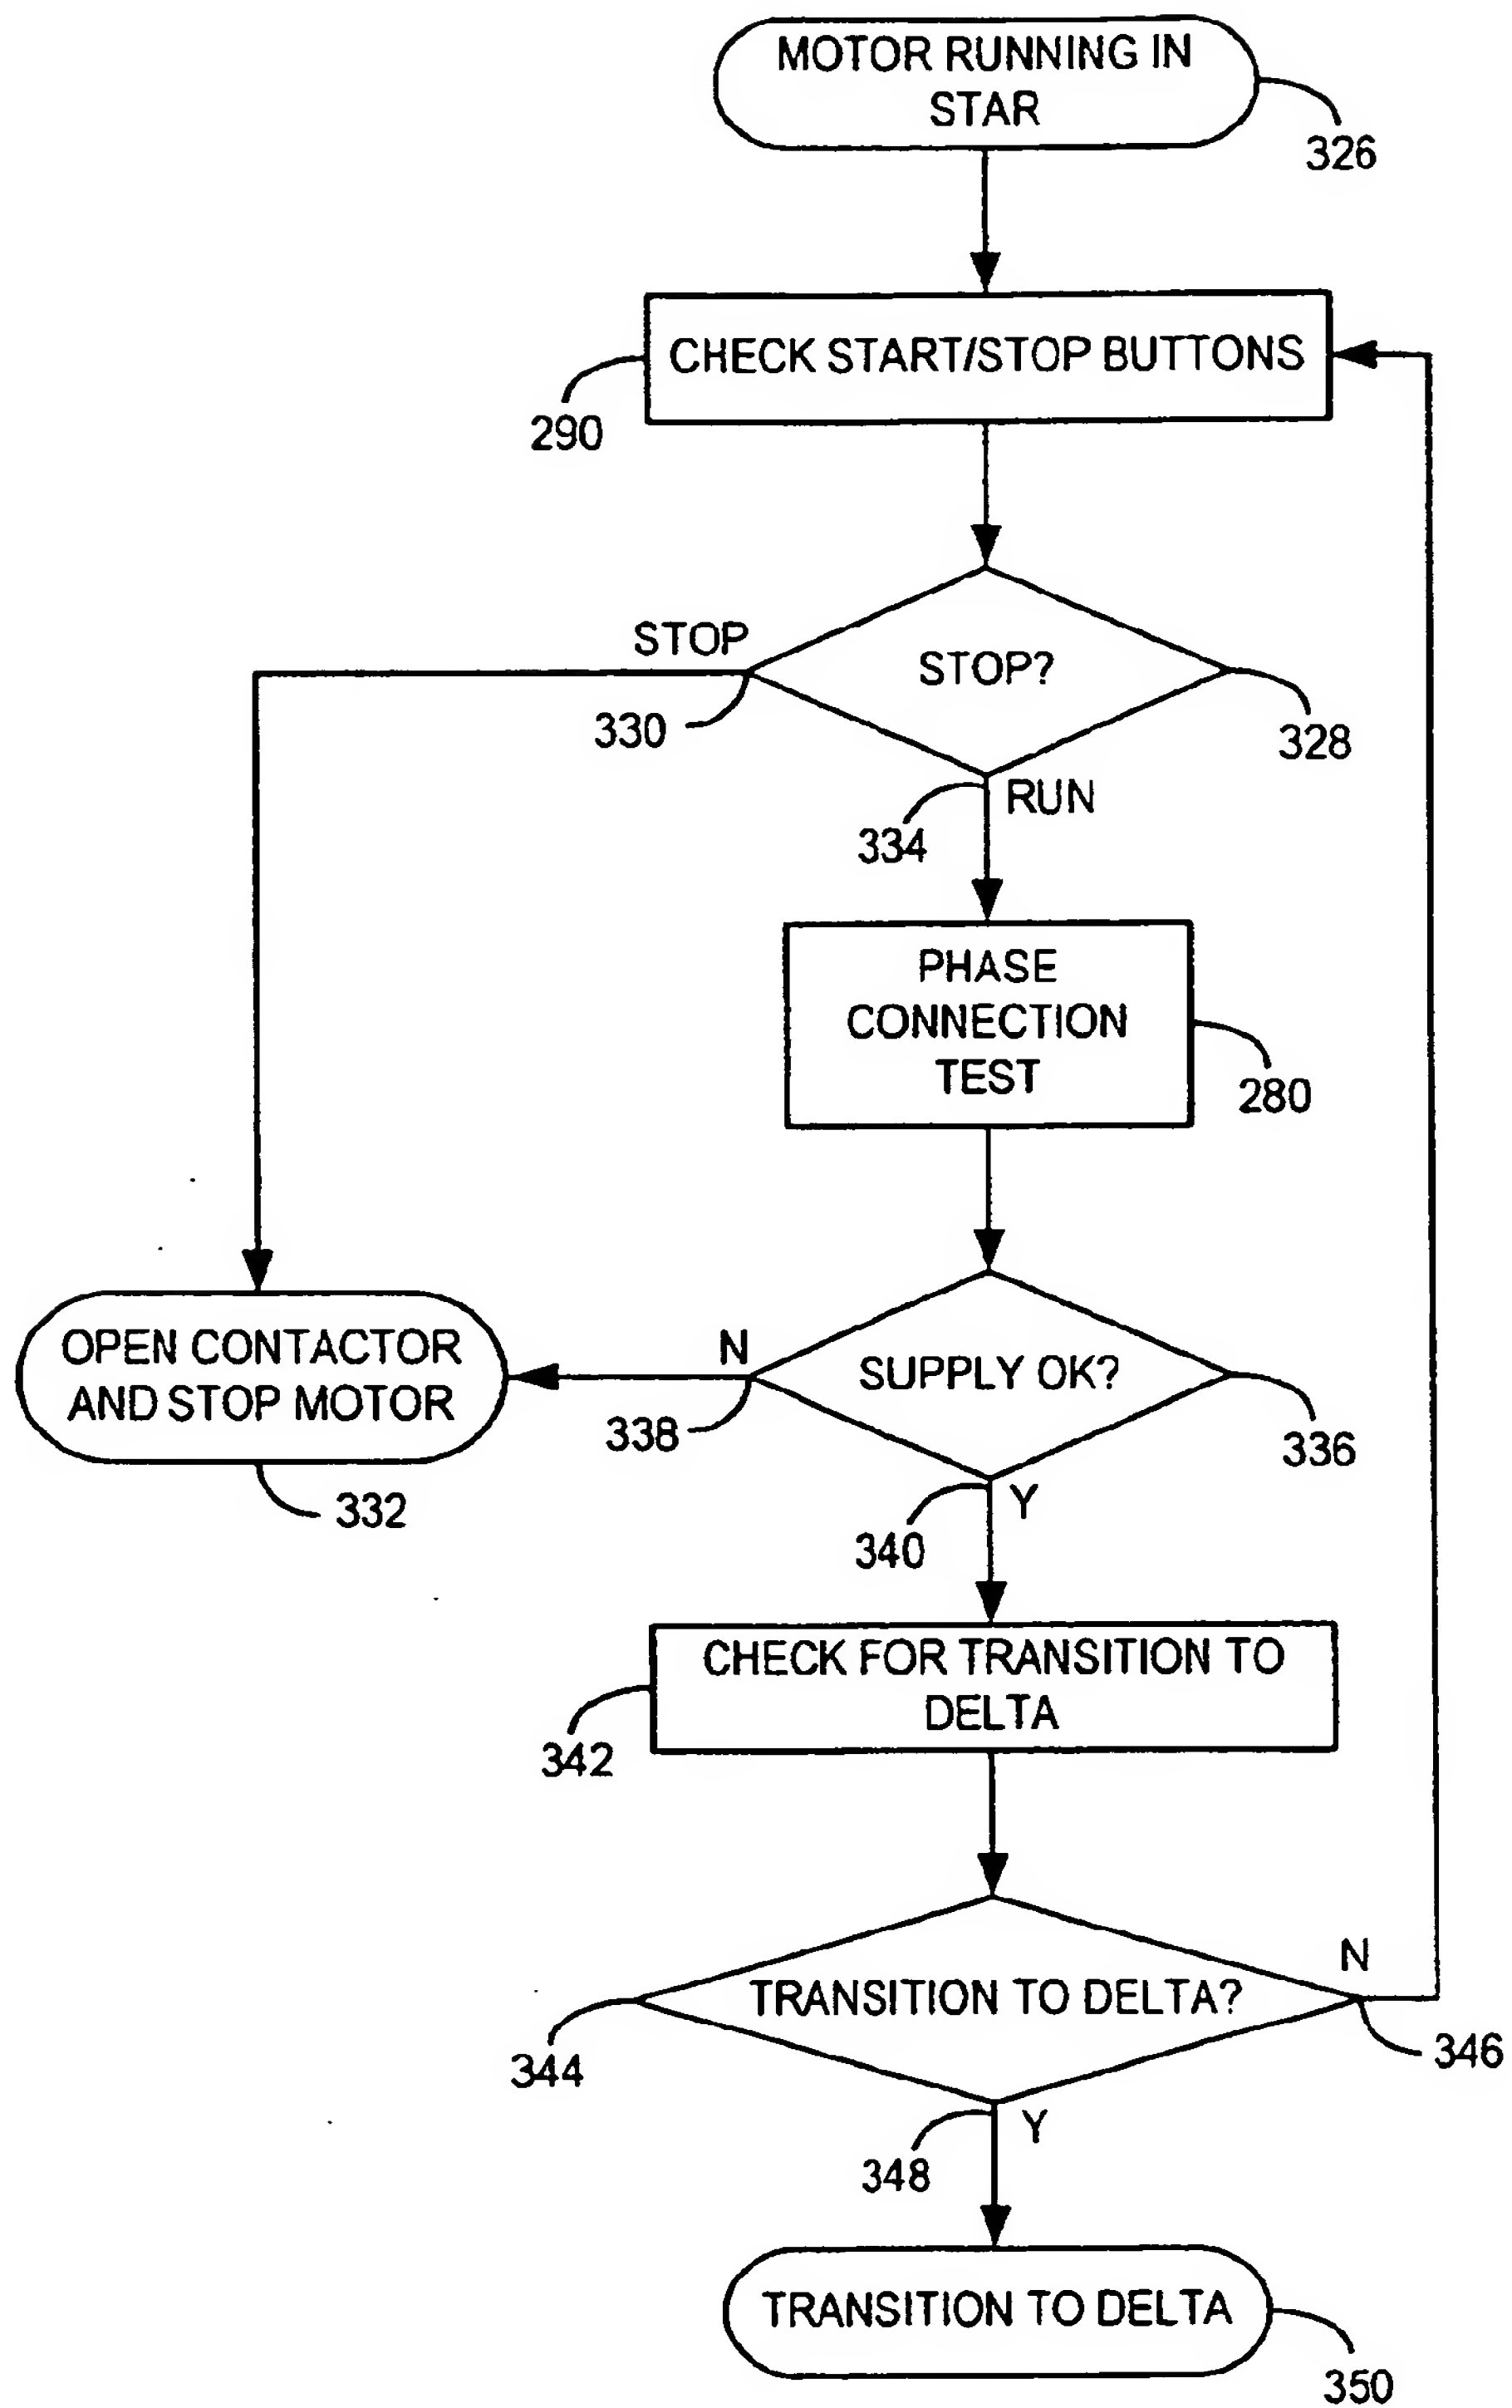 MOTOR RUNNING IN
STAR
326
CHECK START/STOP BUTTONS
290
STOP
STOP?
330
328
RUN
334
PHASE
CONNECTION
TEST
280
OPEN CONTACTOR
AND STOP MOTOR
N
SUPPLY OK?
338
336
332
Y
340
CHECK FOR TRANSITION TO
DELTA
342
N
TRANSITION TO DELTA?
344
346
Y
348
TRANSITION TO DELTA
350